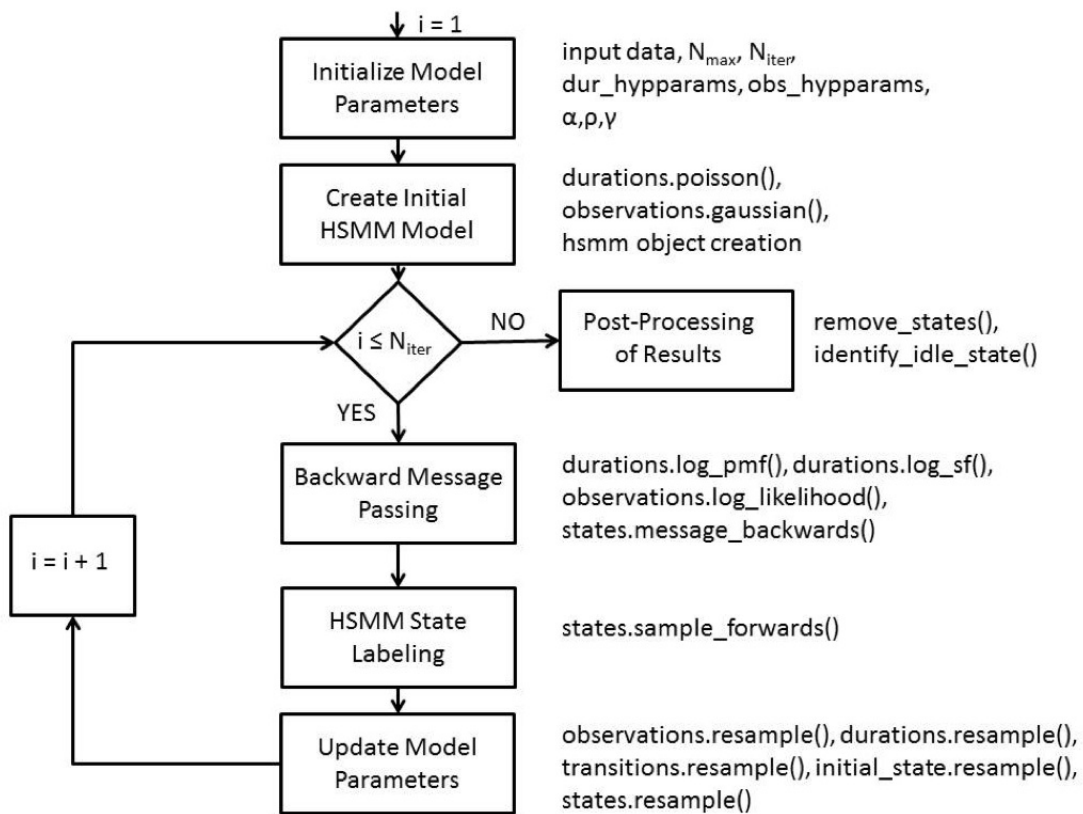 i = 1
Initialize Model
Parameters
input data, Nmax, Niter,
dur_hypparams, obs_hypparams,
α,ρ,γ
Create Initial
HSMM Model
durations.poisson(),
observations.gaussian(),
hsmm object creation
i ≤ Niter
NO
Post-Processing
of Results
remove_states(),
identify_idle_state()
YES
Backward Message
Passing
durations.log_pmf(), durations.log_sf(),
observations.log_likelihood(),
states.message_backwards()
i = i + 1
HSMM State
Labeling
states.sample_forwards()
Update Model
Parameters
observations.resample(), durations.resample(),
transitions.resample(), initial_state.resample(),
states.resample()